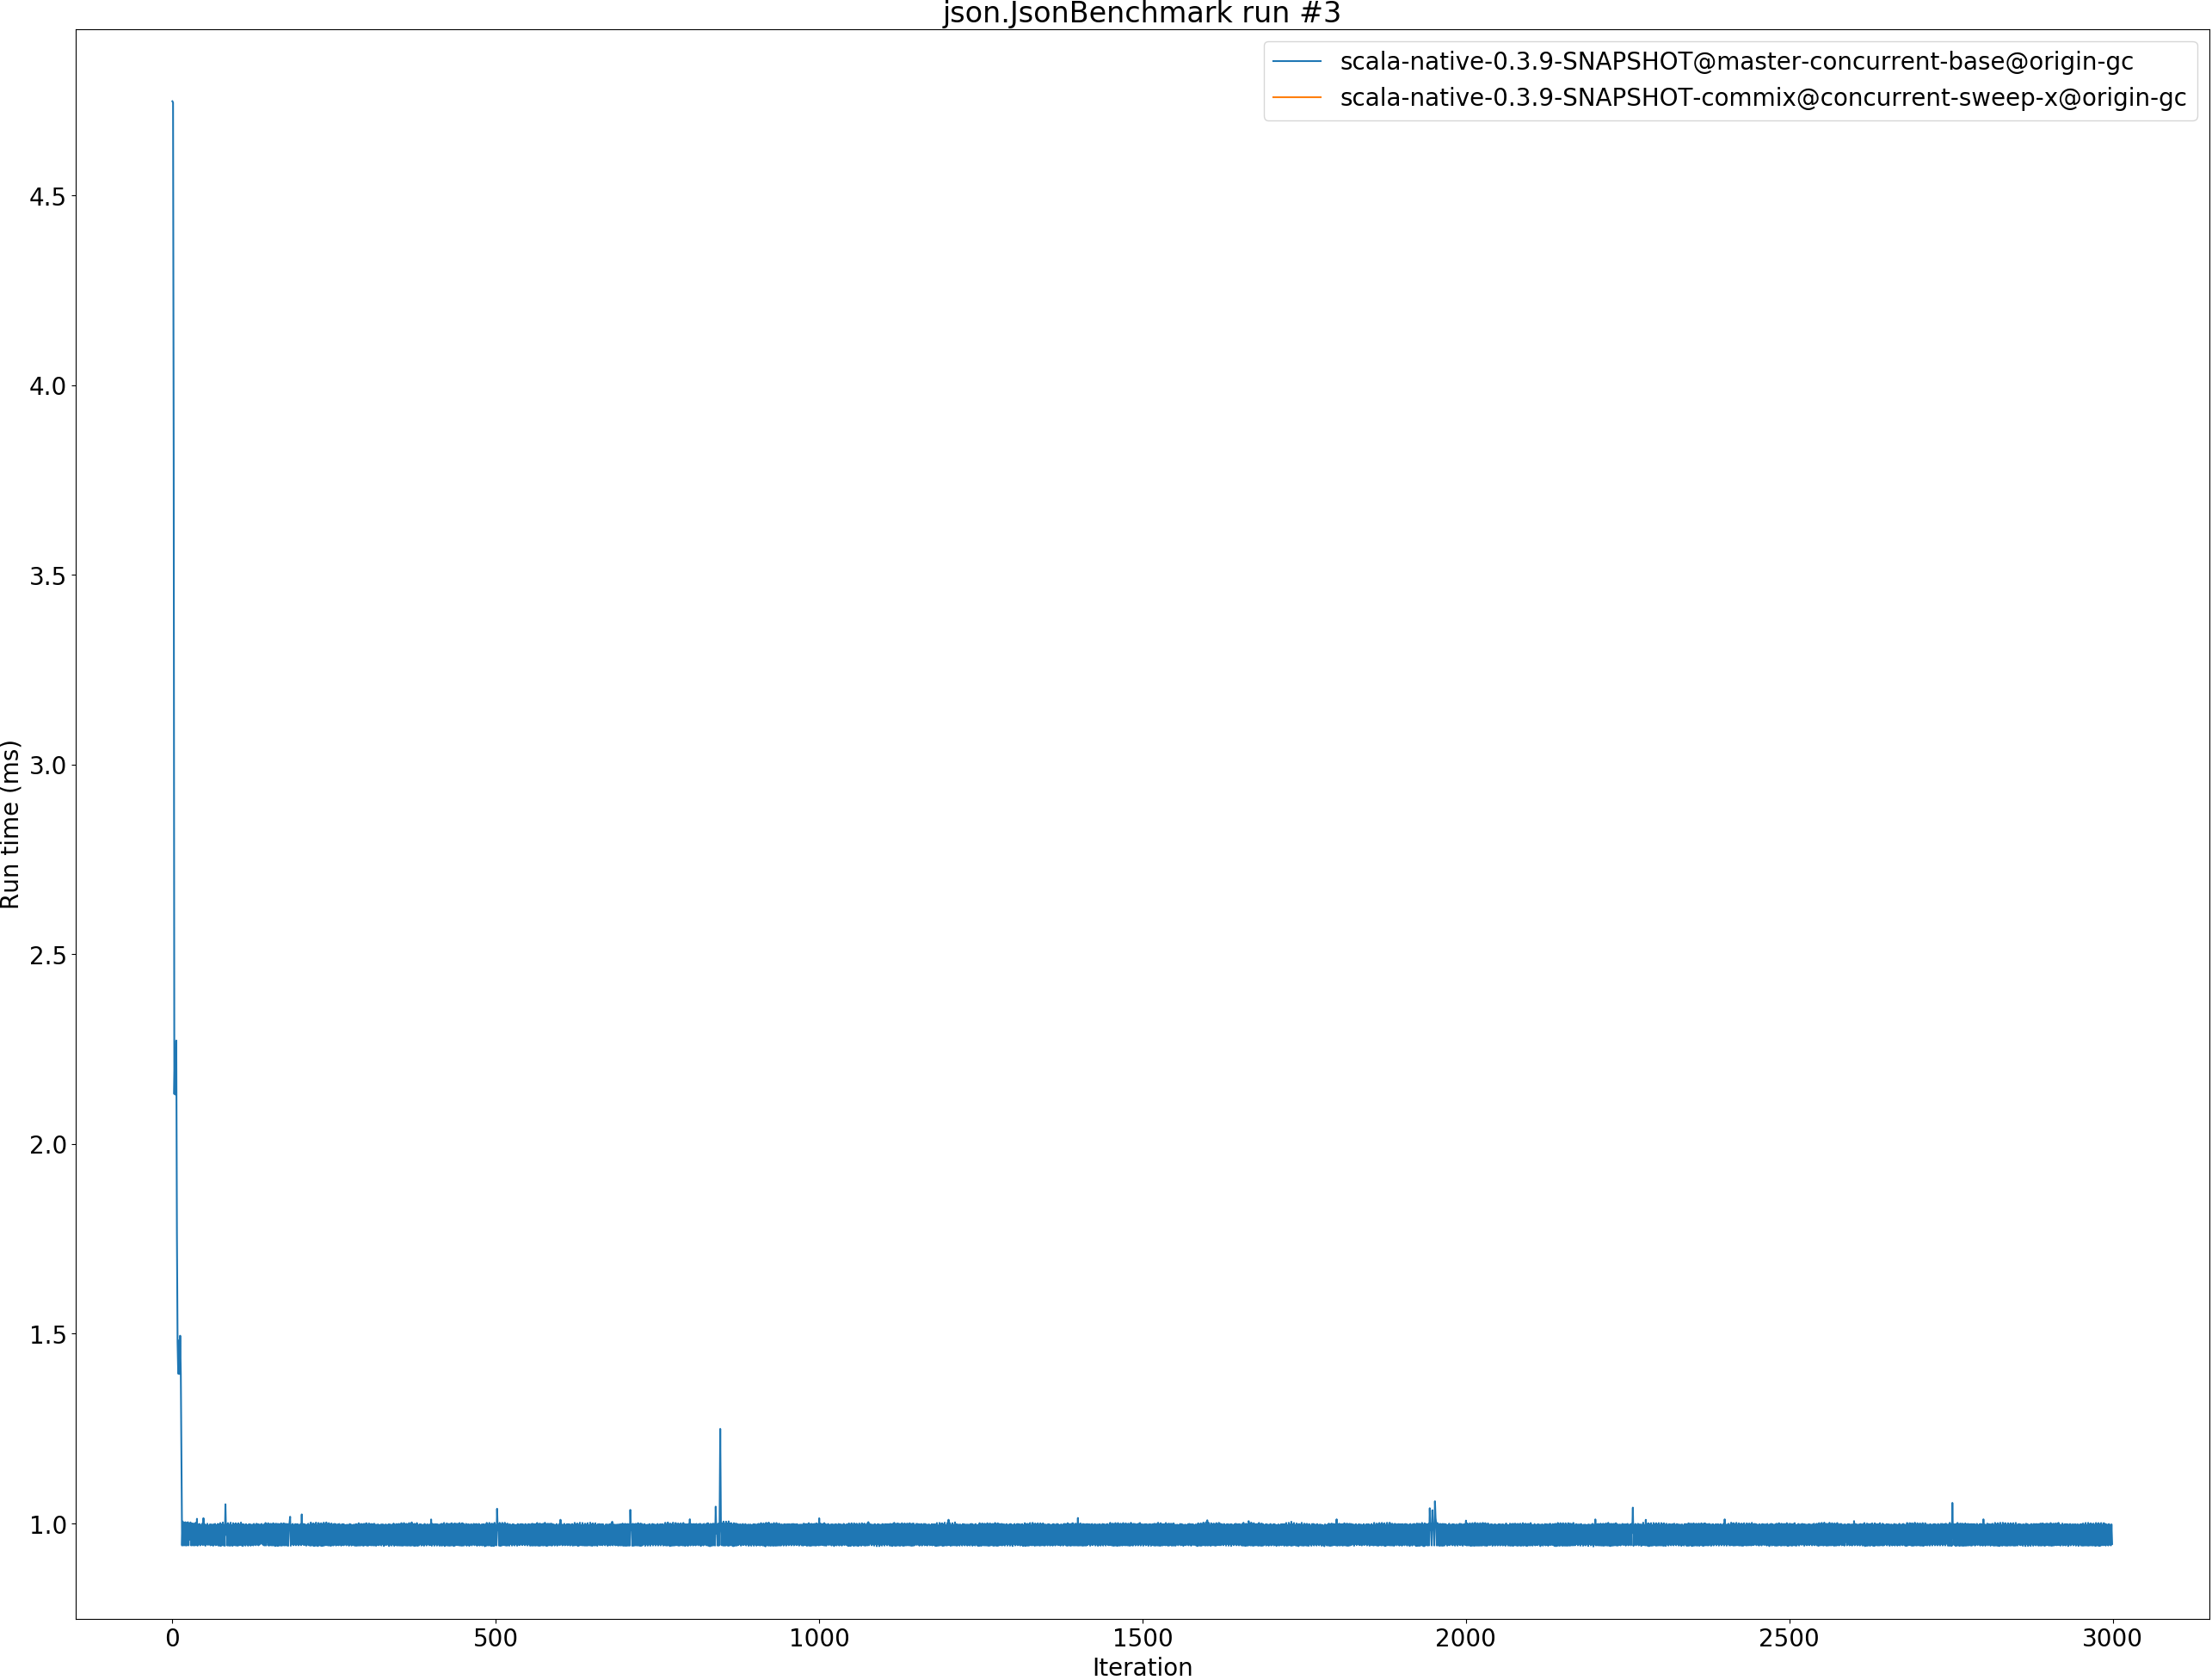 json.JsonBenchmark run #3
scala-native-0.3.9-SNAPSHOT@master-concurrent-base@origin-gc
scala-native-0.3.9-SNAPSHOT-commix@concurrent-sweep-x@origin-gc
4.5
4.0
3.5
3.0
2.5
2.0
1.5
1.0
Run time (ms)
0 500 1000 1500 2000 2500 3000
Iteration